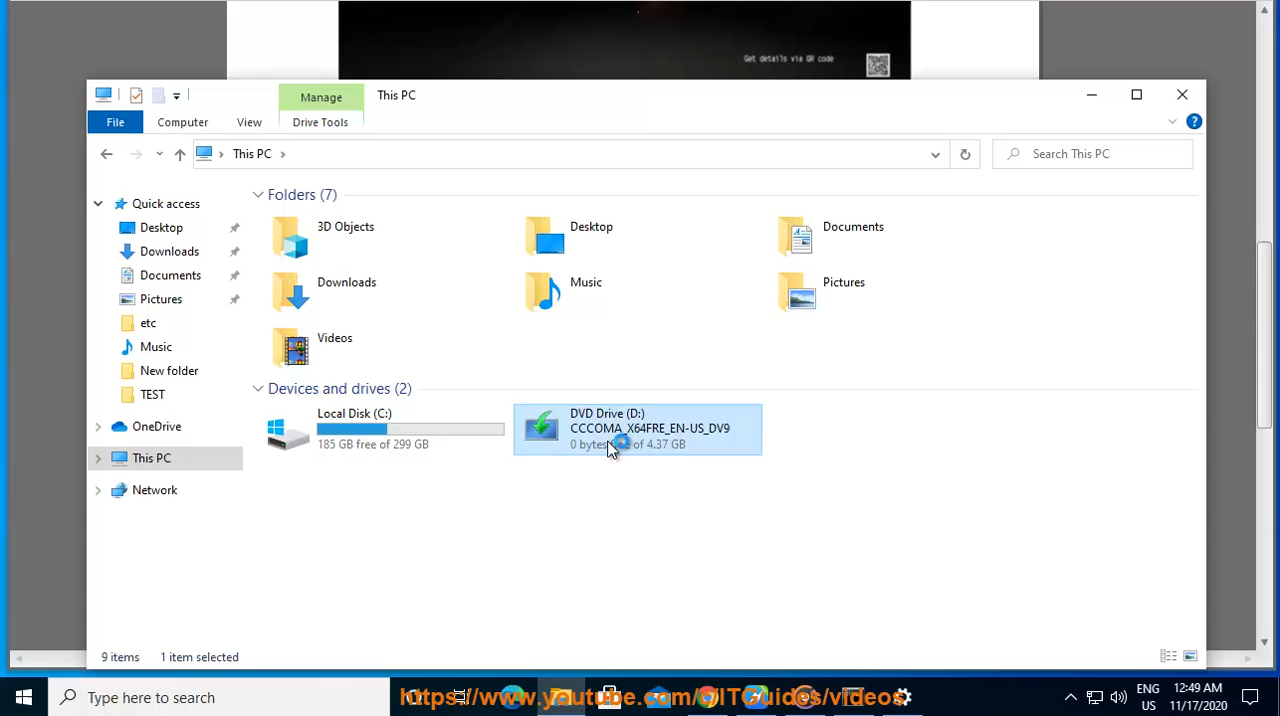 Get details via QR code
Manage
This PC
File
Computer
View
Drive Tools
This PC
Search This PC
Quick access
Desktop
Downloads
Documents
Pictures
etc
Music
New folder
TEST
OneDrive
This PC
Network
Folders (7)
3D Objects
Desktop
Documents
Downloads
Music
Pictures
Videos
Devices and drives (2)
Local Disk (C:)
185 GB free of 299 GB
DVD Drive (D:)
CCCOMA_X64FRE_EN-US_DV9
0 bytes of 4.37 GB
9 items
1 item selected
Type here to search
https://www.youtube.com/c/ITGuides/videos
ENG
US
12:49 AM
11/17/2020